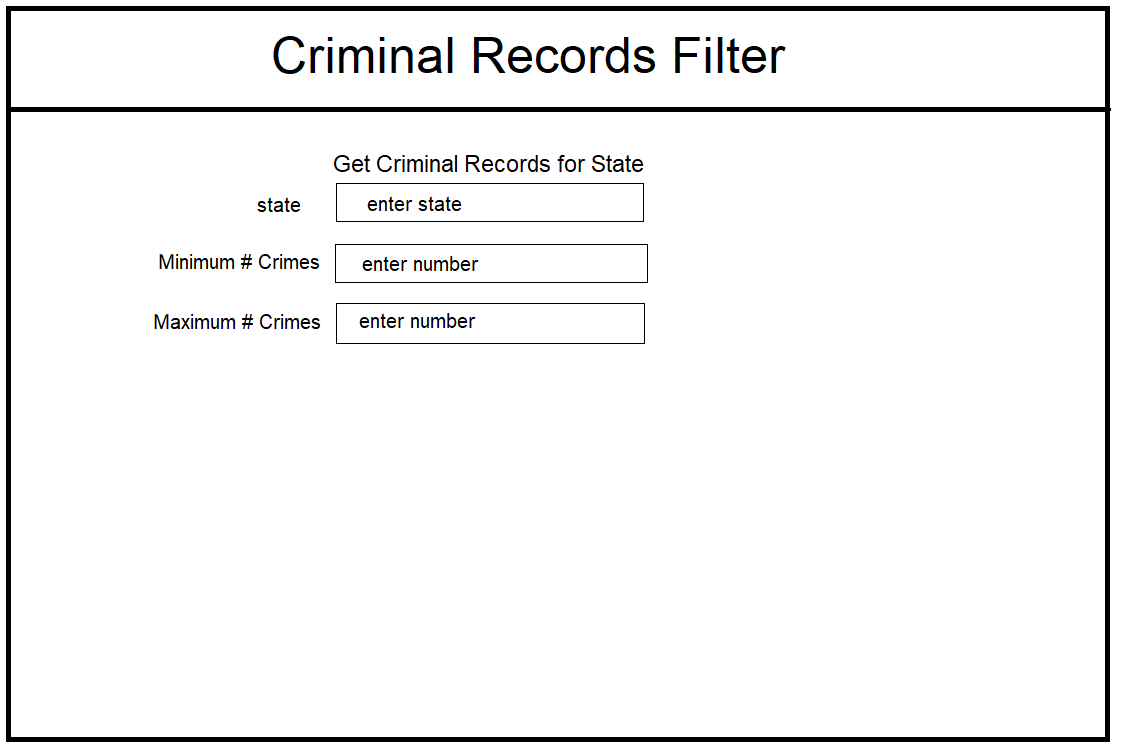 Criminal Records Filter
Get Criminal Records for State
state enter state
Minimum # Crimes enter number
Maximum # Crimes enter number